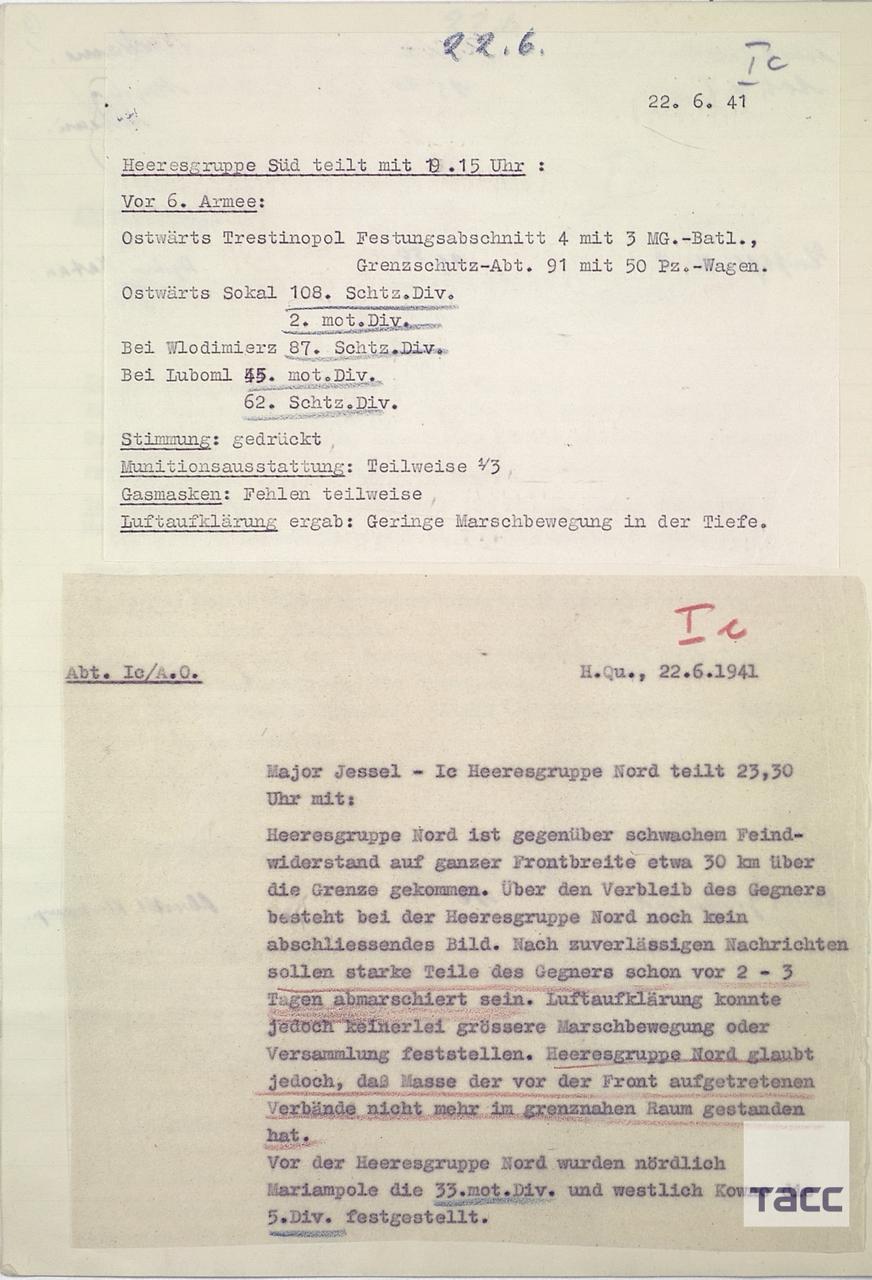 22.6.
Ic
22. 6. 41
Heeresgruppe Süd teilt mit 19.15 Uhr :
Vor 6. Armee:
Ostwärts Trestinopol Festungsabschnitt 4 mit 3 MG.-Batl.,
Grenzschutz-Abt. 91 mit 50 Pz.-Wagen.
Ostwärts Sokal 108. Schtz.Div.
2. mot.Div.
Bei Wlodimierz 87. Schtz.Div.
Bei Luboml 45. mot.Div.
62. Schtz.Div.
Stimmung: gedrückt
Munitionsausstattung: Teilweise 1/3
Gasmasken: Fehlen teilweise
Luftaufklärung ergab: Geringe Marschbewegung in der Tiefe.
Ic
Abt. Ic/A.O.
H.Qu., 22.6.1941
Major Jessel - Ic Heeresgruppe Nord teilt 23,30
Uhr mit:
Heeresgruppe Nord ist gegenüber schwachem Feind-
widerstand auf ganzer Frontbreite etwa 30 km über
die Grenze gekommen. Über den Verbleib des Gegners
besteht bei der Heeresgruppe Nord noch kein
abschliessendes Bild. Nach zuverlässigen Nachrichten
sollen starke Teile des Gegners schon vor 2 - 3
Tagen abmarschiert sein. Luftaufklärung konnte
jedoch keinerlei grössere Marschbewegung oder
Versammlung feststellen. Heeresgruppe Nord glaubt
jedoch, daß Masse der vor der Front aufgetretenen
Verbände nicht mehr im grenznahen Raum gestanden
hat.
Vor der Heeresgruppe Nord wurden nördlich
Mariampole die 33.mot.Div. und westlich
5.Div. festgestellt.
тасс